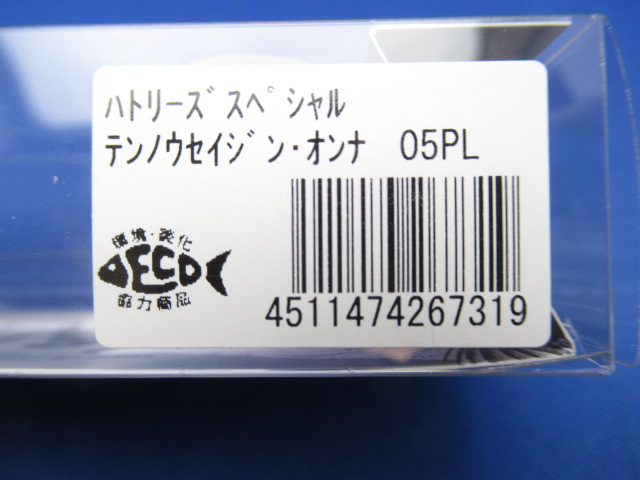 ﾊﾄﾘｰｽﾞｽﾍﾟｼｬﾙ
ﾃﾝﾉｳｾｲｼﾞﾝ･ｵﾝﾅ 05PL
環境・美化
ECO
協力商品
4511474267319